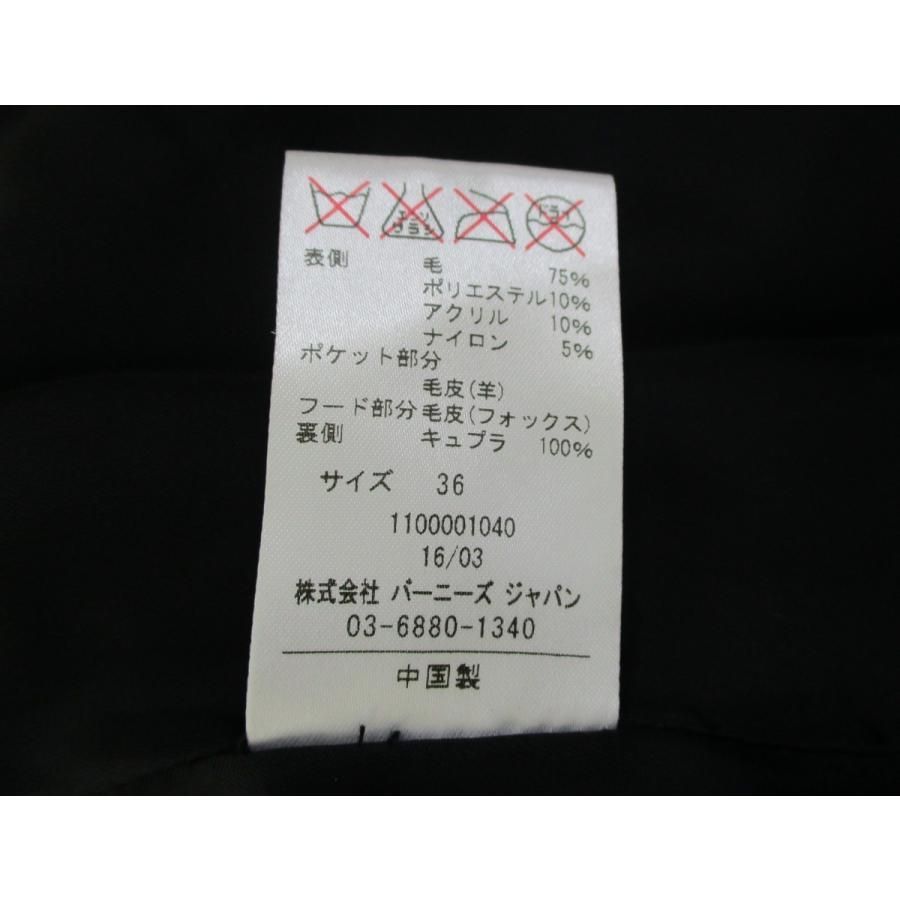 エンソ
サラシ
ドライ
表側 毛 75%
ポリエステル10%
アクリル 10%
ナイロン 5%
ポケット部分
毛皮(羊)
フード部分毛皮(フォックス)
裏側 キュプラ 100%
サイズ 36
1100001040
16/03
株式会社 バーニーズ ジャパン
03-6880-1340
中国製